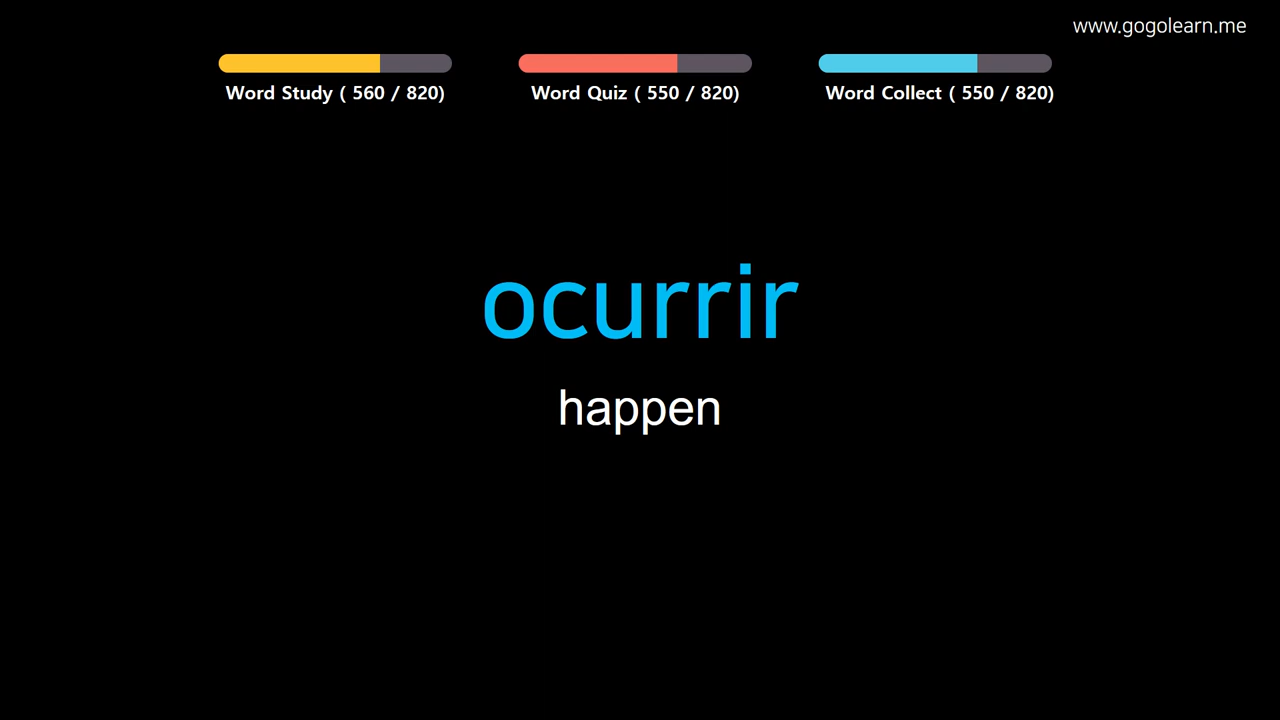 www.gogolearn.me
Word Study ( 560 / 820)
Word Quiz ( 550 / 820)
Word Collect ( 550 / 820)
ocurrir
happen